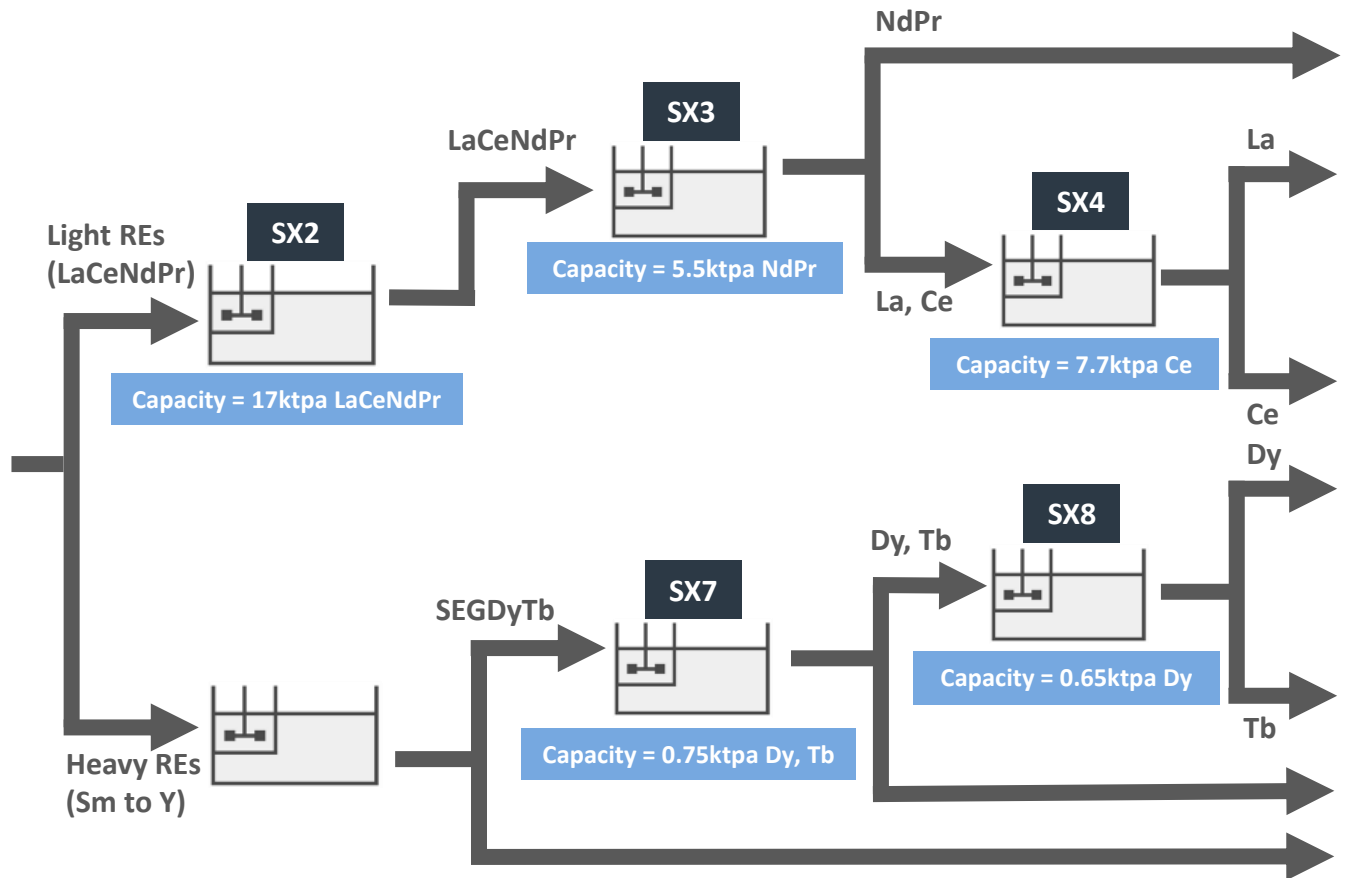 NdPr
SX3
LaCeNdPr
La
SX4
SX2
Light REs
(LaCeNdPr)
Capacity = 5.5ktpa NdPr
La, Ce
Capacity = 7.7ktpa Ce
Capacity = 17ktpa LaCeNdPr
Ce
Dy
SX8
Dy, Tb
SX7
SEGDyTb
Capacity = 0.65ktpa Dy
Tb
Capacity = 0.75ktpa Dy, Tb
Heavy REs
(Sm to Y)